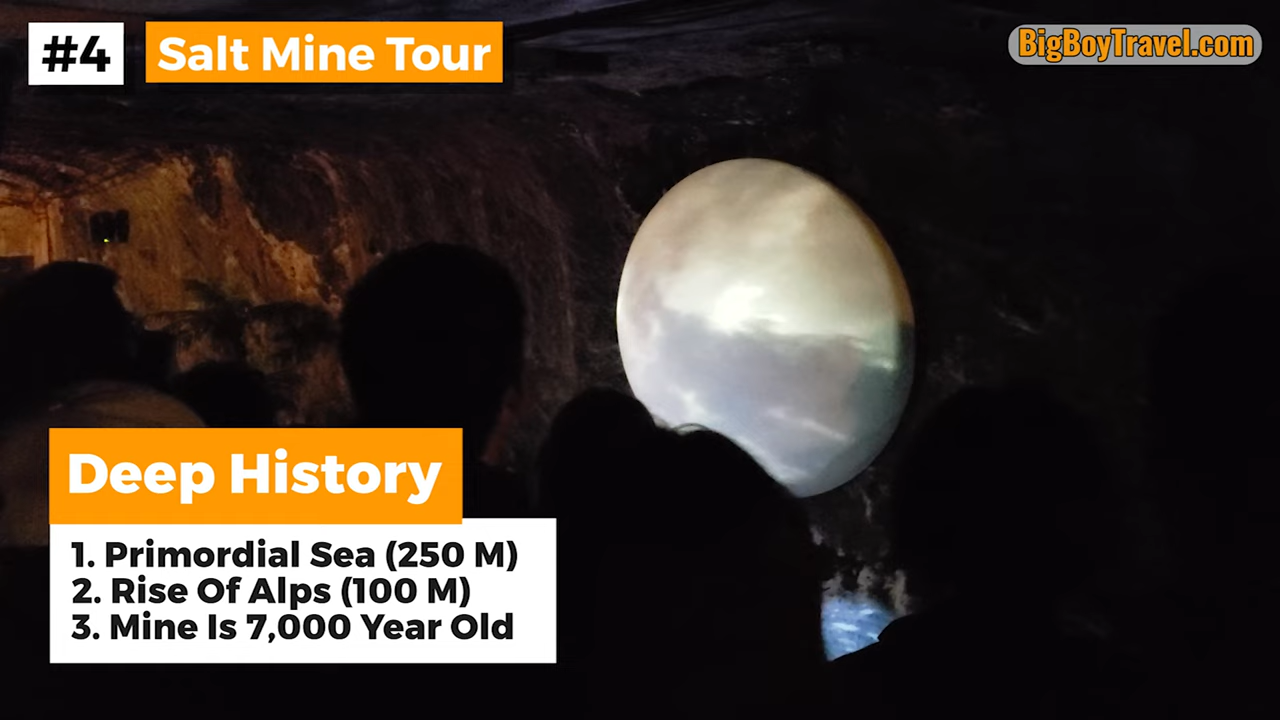 #4 Salt Mine Tour
BigBoyTravel.com
Deep History
1. Primordial Sea (250 M)
2. Rise Of Alps (100 M)
3. Mine Is 7,000 Year Old